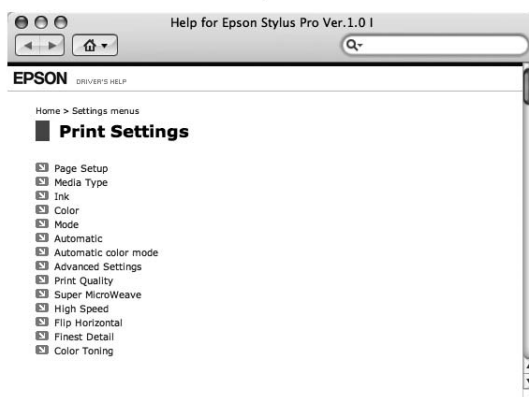 Help for Epson Stylus Pro Ver.1.0 I
EPSON DRIVER'S HELP
Home > Settings menus
Print Settings
Page Setup
Media Type
Ink
Color
Mode
Automatic
Automatic color mode
Advanced Settings
Print Quality
Super MicroWeave
High Speed
Flip Horizontal
Finest Detail
Color Toning